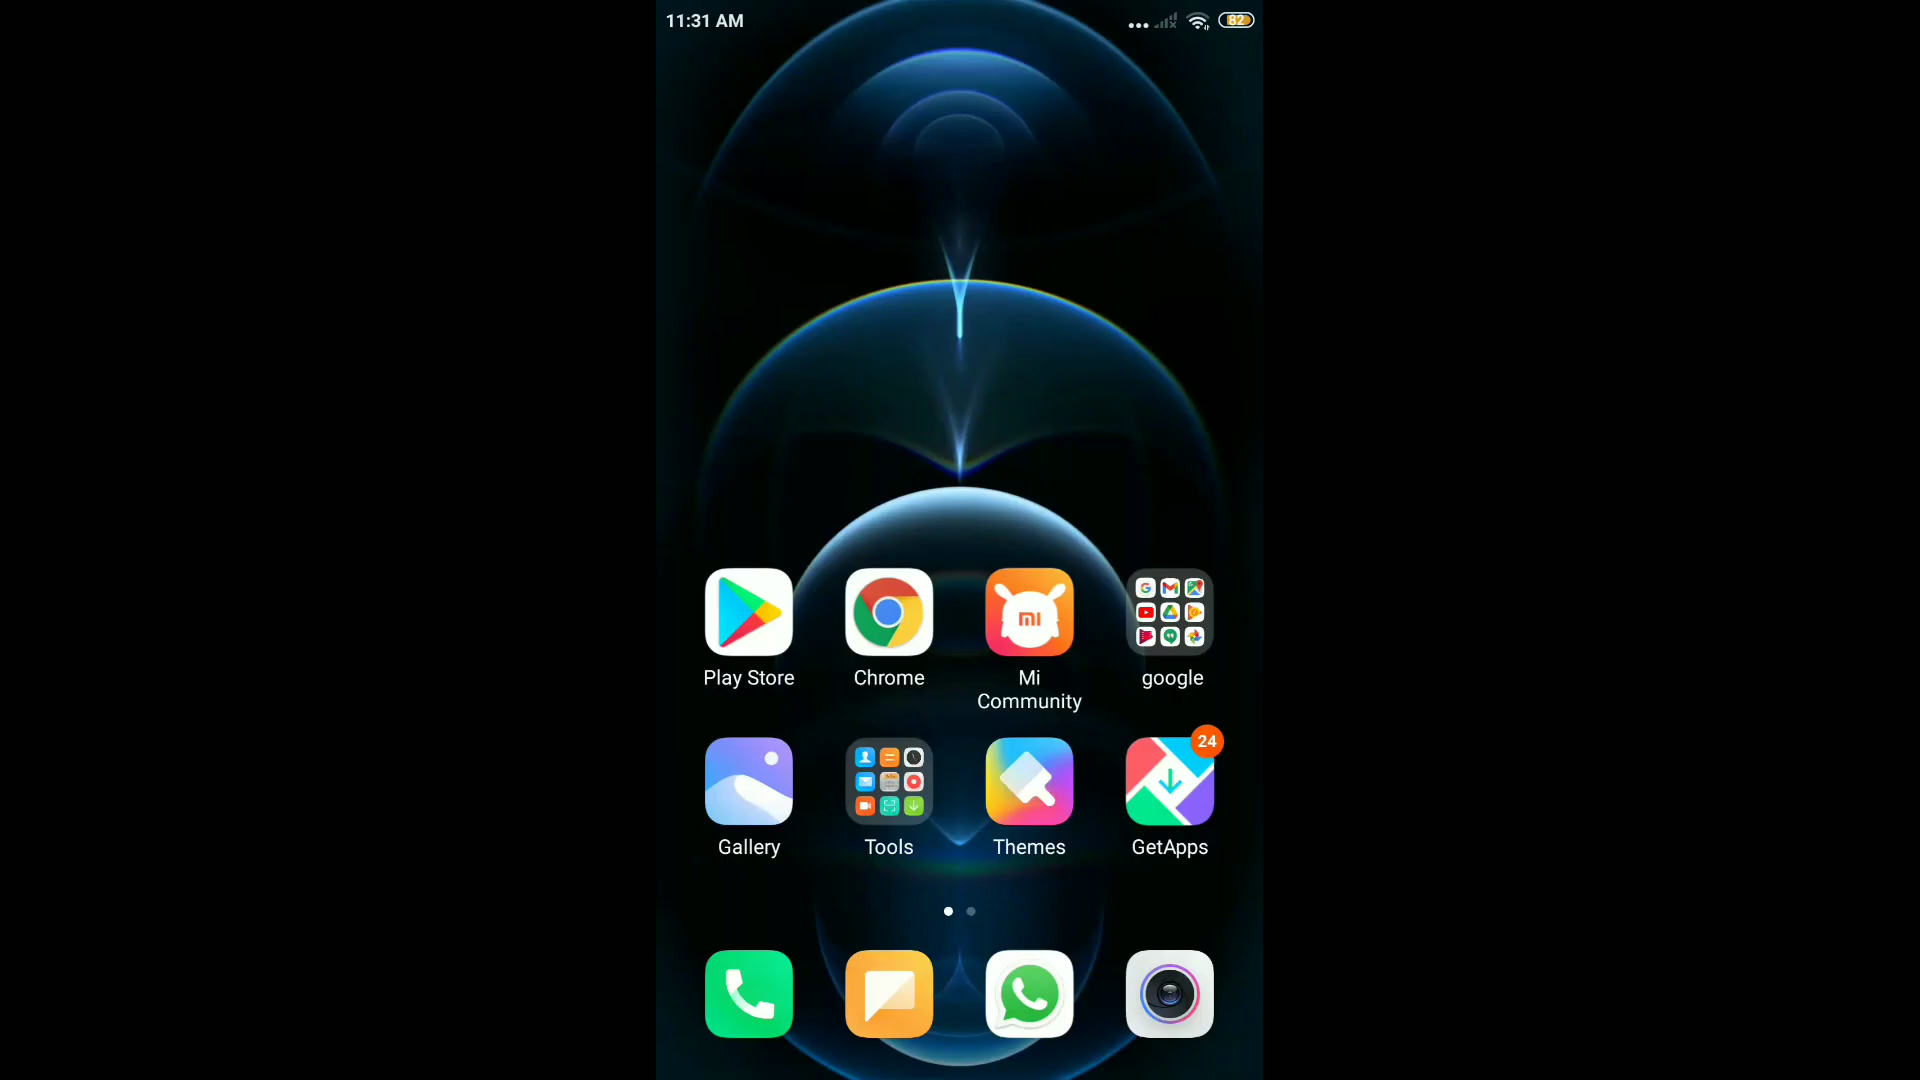 11:31 AM
82
Play Store
Chrome
Mi
Community
google
Gallery
Tools
Themes
24
GetApps